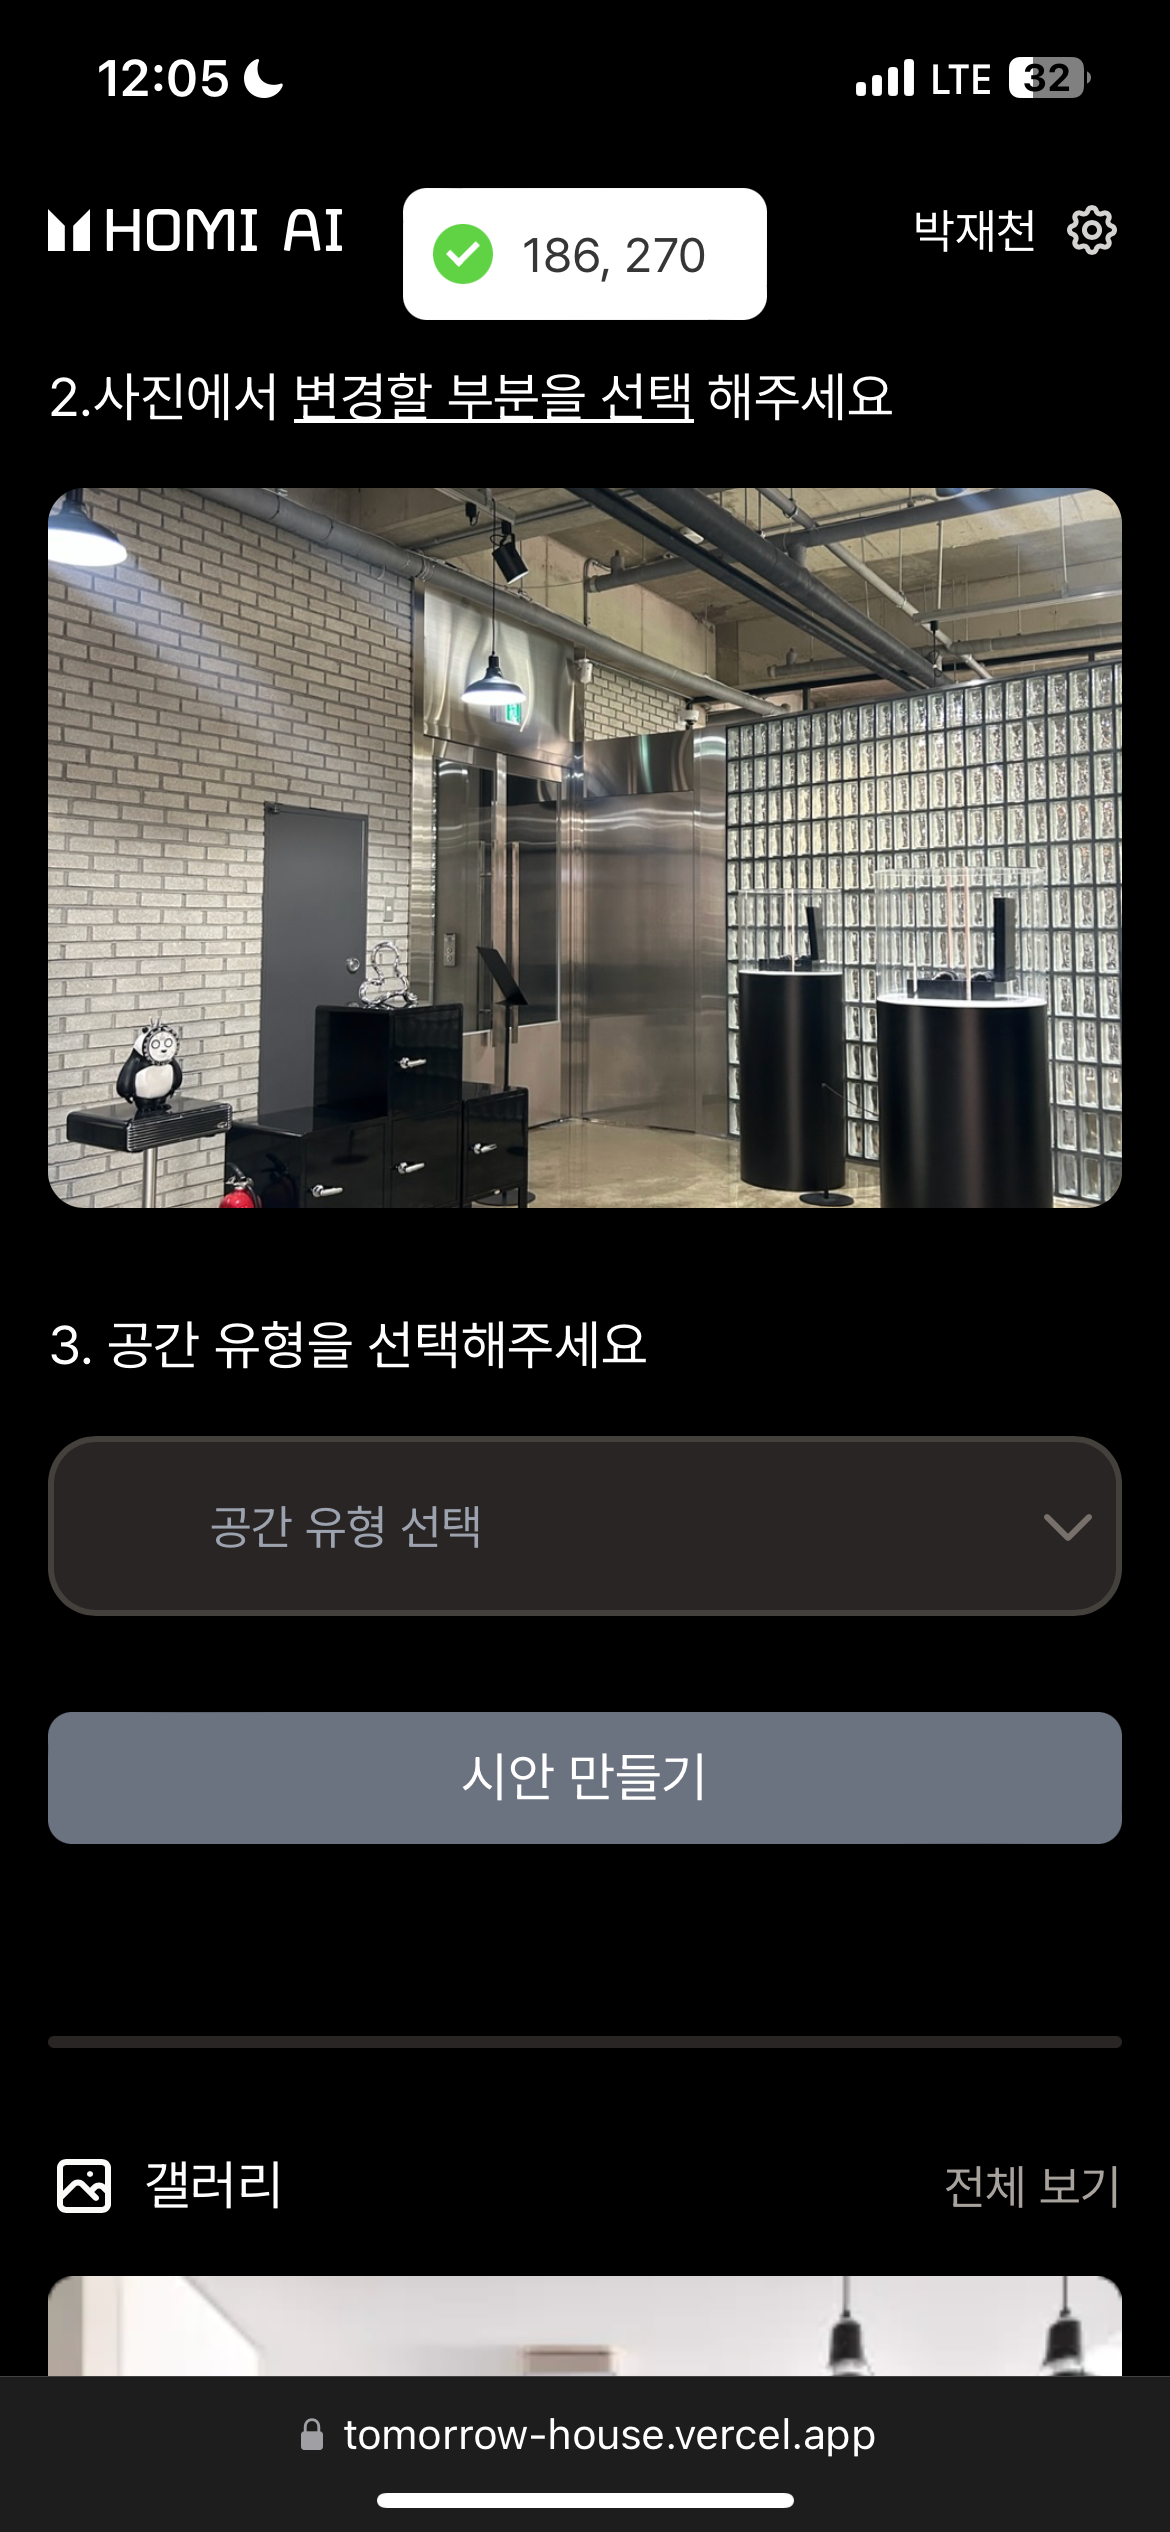 12:05 LTE 32
HOMI AI 186, 270 박재천
2.사진에서 변경할 부분을 선택 해주세요
3. 공간 유형을 선택해주세요
공간 유형 선택
시안 만들기
갤러리 전체 보기
tomorrow-house.vercel.app